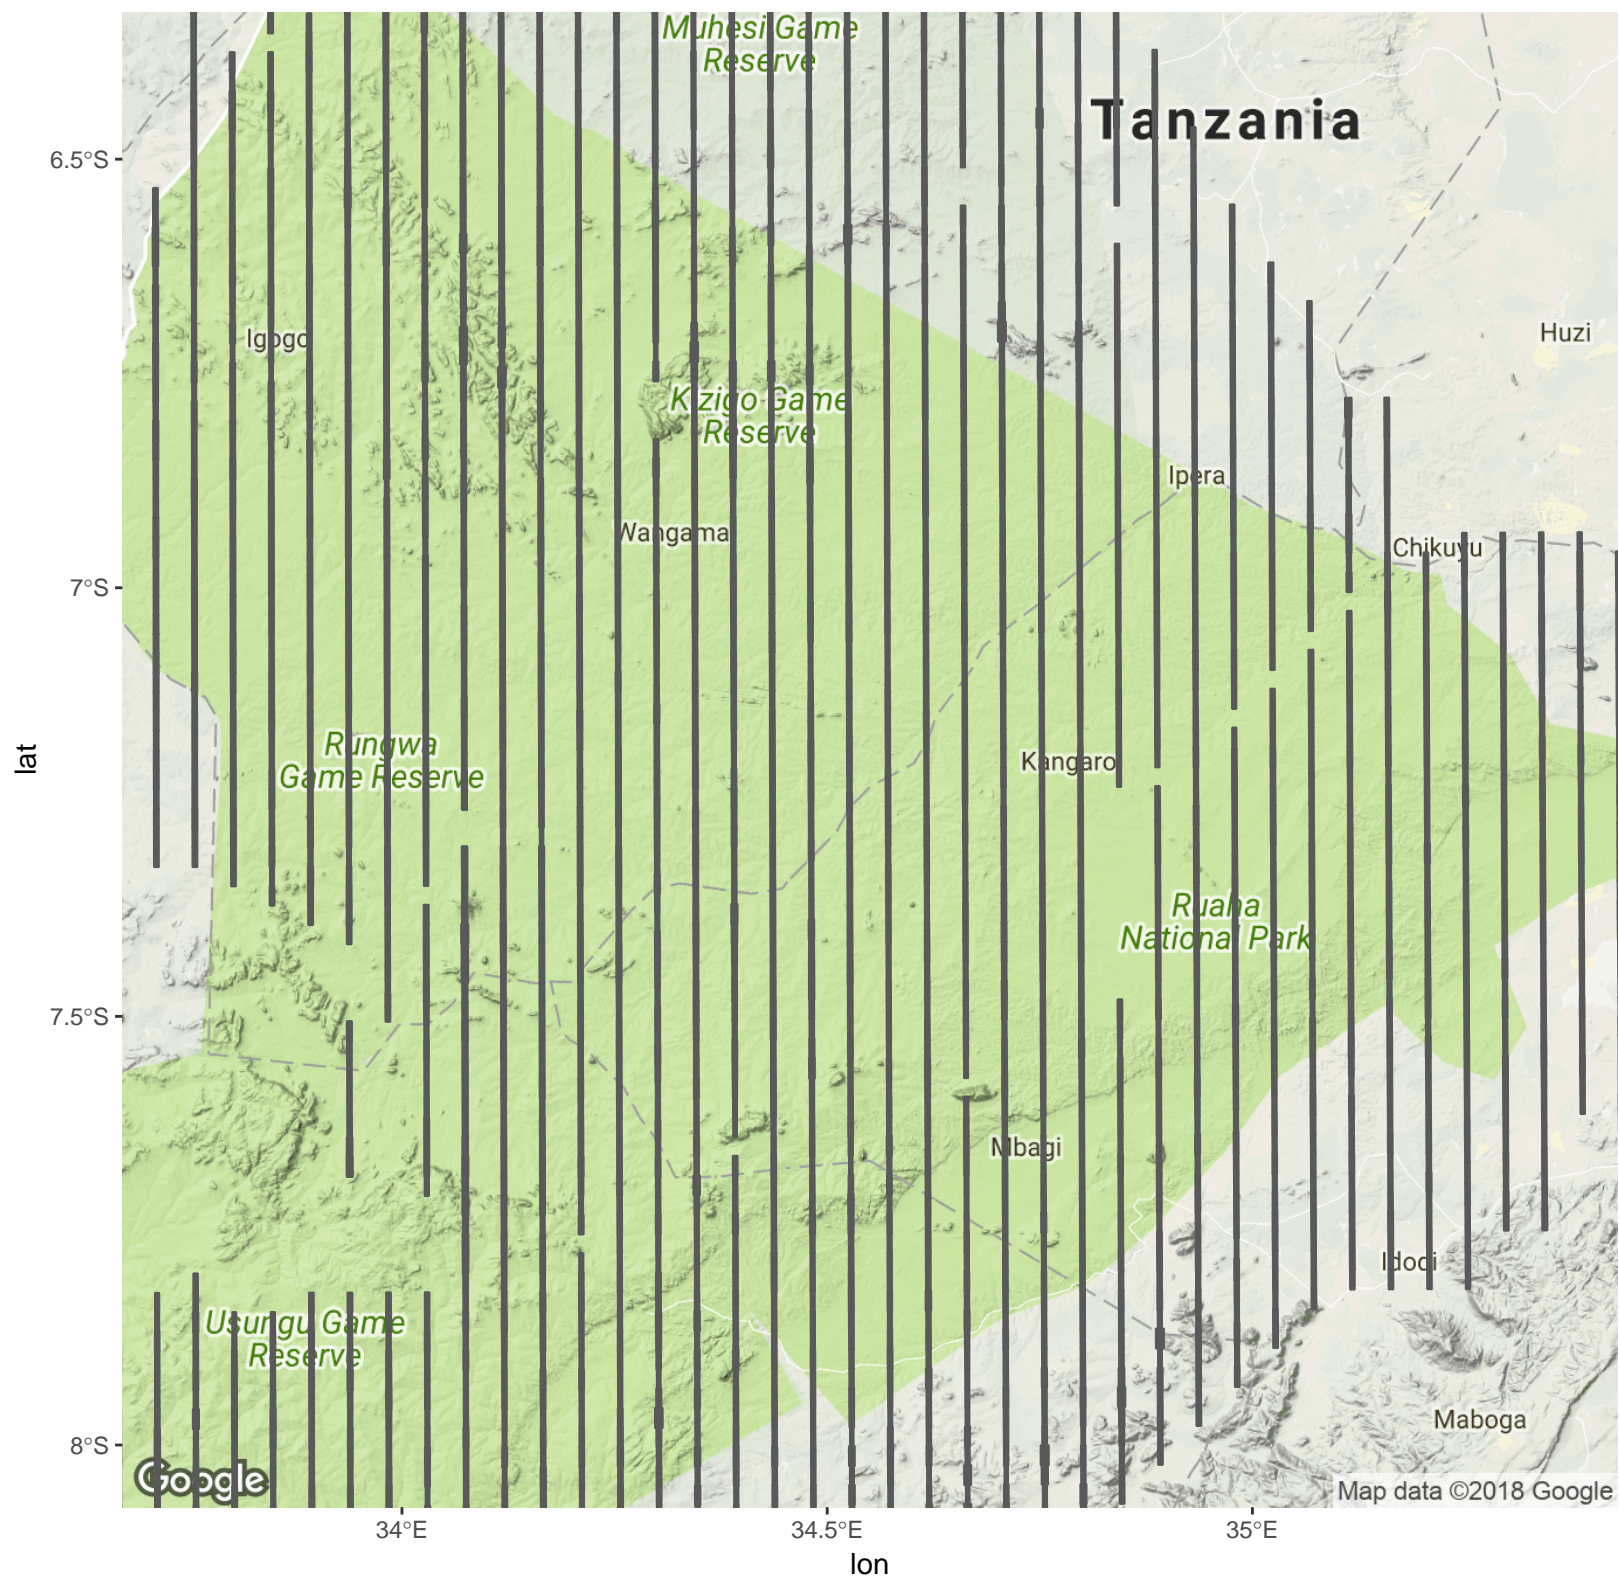 Muhesi Game
Reserve
Tanzania
6.5°S
Igogo
Huzi
Kizigo Game
Reserve
Ipera
Wangama
Chikuyu
7°S
Rungwa
Game Reserve
Kangaro
lat
Ruaha
National Park
7.5°S
Mbagi
Idodi
Usungu Game
Reserve
Maboga
8°S
Google
Map data ©2018 Google
34°E
34.5°E
35°E
lon